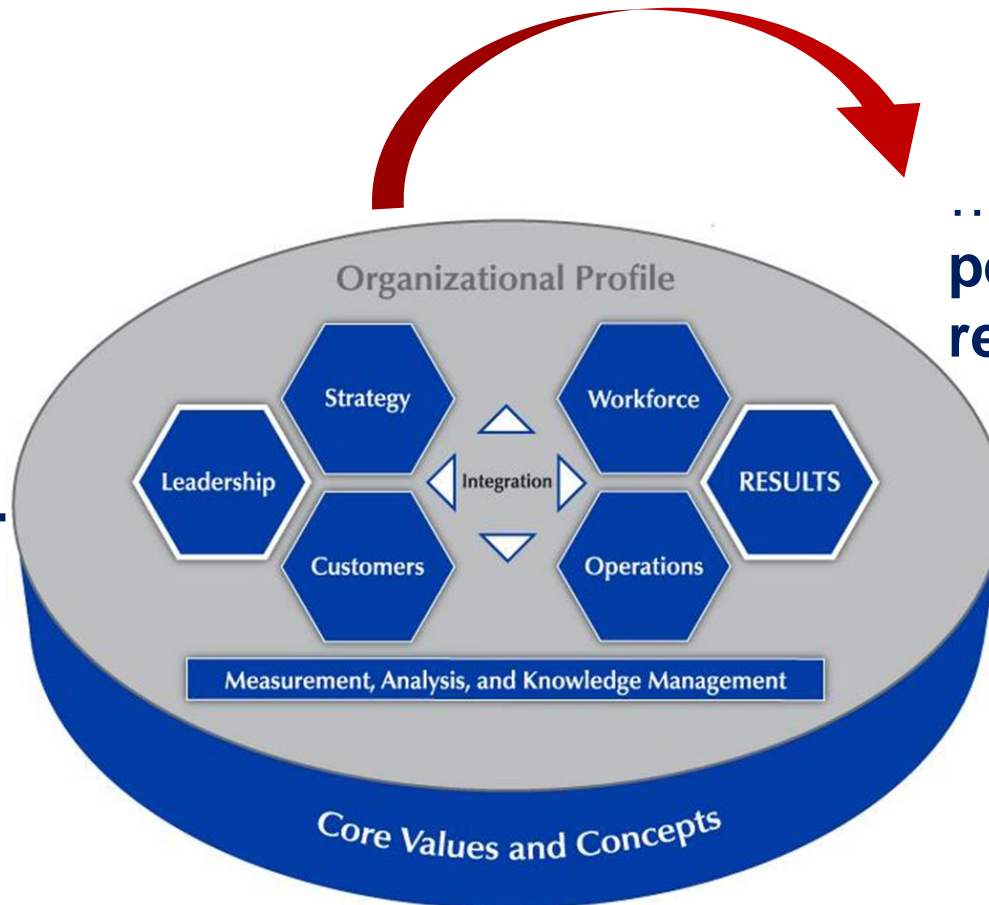 Organizational Profile
Strategy
Workforce
Leadership
Integration
RESULTS
Customers
Operations
Measurement, Analysis, and Knowledge Management
Core Values and Concepts